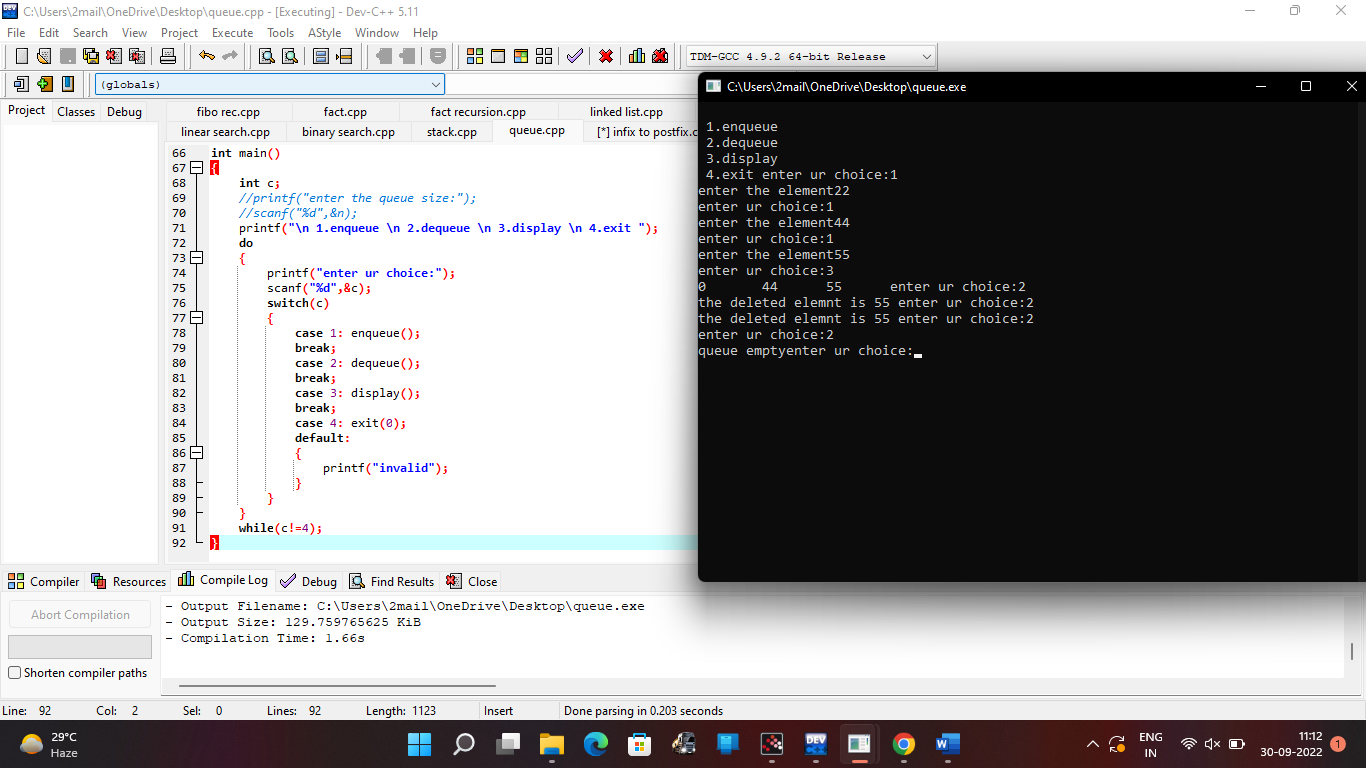 C:\Users\2mail\OneDrive\Desktop\queue.cpp - [Executing] - Dev-C++ 5.11
File Edit Search View Project Execute Tools AStyle Window Help
TDM-GCC 4.9.2 64-bit Release
(globals)
Project Classes Debug
fibo rec.cpp fact.cpp fact recursion.cpp linked list.cpp
linear search.cpp binary search.cpp stack.cpp queue.cpp [*] infix to postfix.c
66 int main()
67 {
68 int c;
69 //printf("enter the queue size:");
70 //scanf("%d",&n);
71 printf("\n 1.enqueue \n 2.dequeue \n 3.display \n 4.exit ");
72 do
73 {
74 printf("enter ur choice:");
75 scanf("%d",&c);
76 switch(c)
77 {
78 case 1: enqueue();
79 break;
80 case 2: dequeue();
81 break;
82 case 3: display();
83 break;
84 case 4: exit(0);
85 default:
86 {
87 printf("invalid");
88 }
89 }
90 }
91 while(c!=4);
92 }
C:\Users\2mail\OneDrive\Desktop\queue.exe
1.enqueue
2.dequeue
3.display
4.exit enter ur choice:1
enter the element22
enter ur choice:1
enter the element44
enter ur choice:1
enter the element55
enter ur choice:3
0 44 55 enter ur choice:2
the deleted elemnt is 55 enter ur choice:2
the deleted elemnt is 55 enter ur choice:2
enter ur choice:2
queue emptyenter ur choice:
Compiler Resources Compile Log Debug Find Results Close
Abort Compilation
Shorten compiler paths
- Output Filename: C:\Users\2mail\OneDrive\Desktop\queue.exe
- Output Size: 129.759765625 KiB
- Compilation Time: 1.66s
Line: 92 Col: 2 Sel: 0 Lines: 92 Length: 1123 Insert Done parsing in 0.203 seconds
29°C
Haze
DEV
ENG
IN
11:12
30-09-2022
1